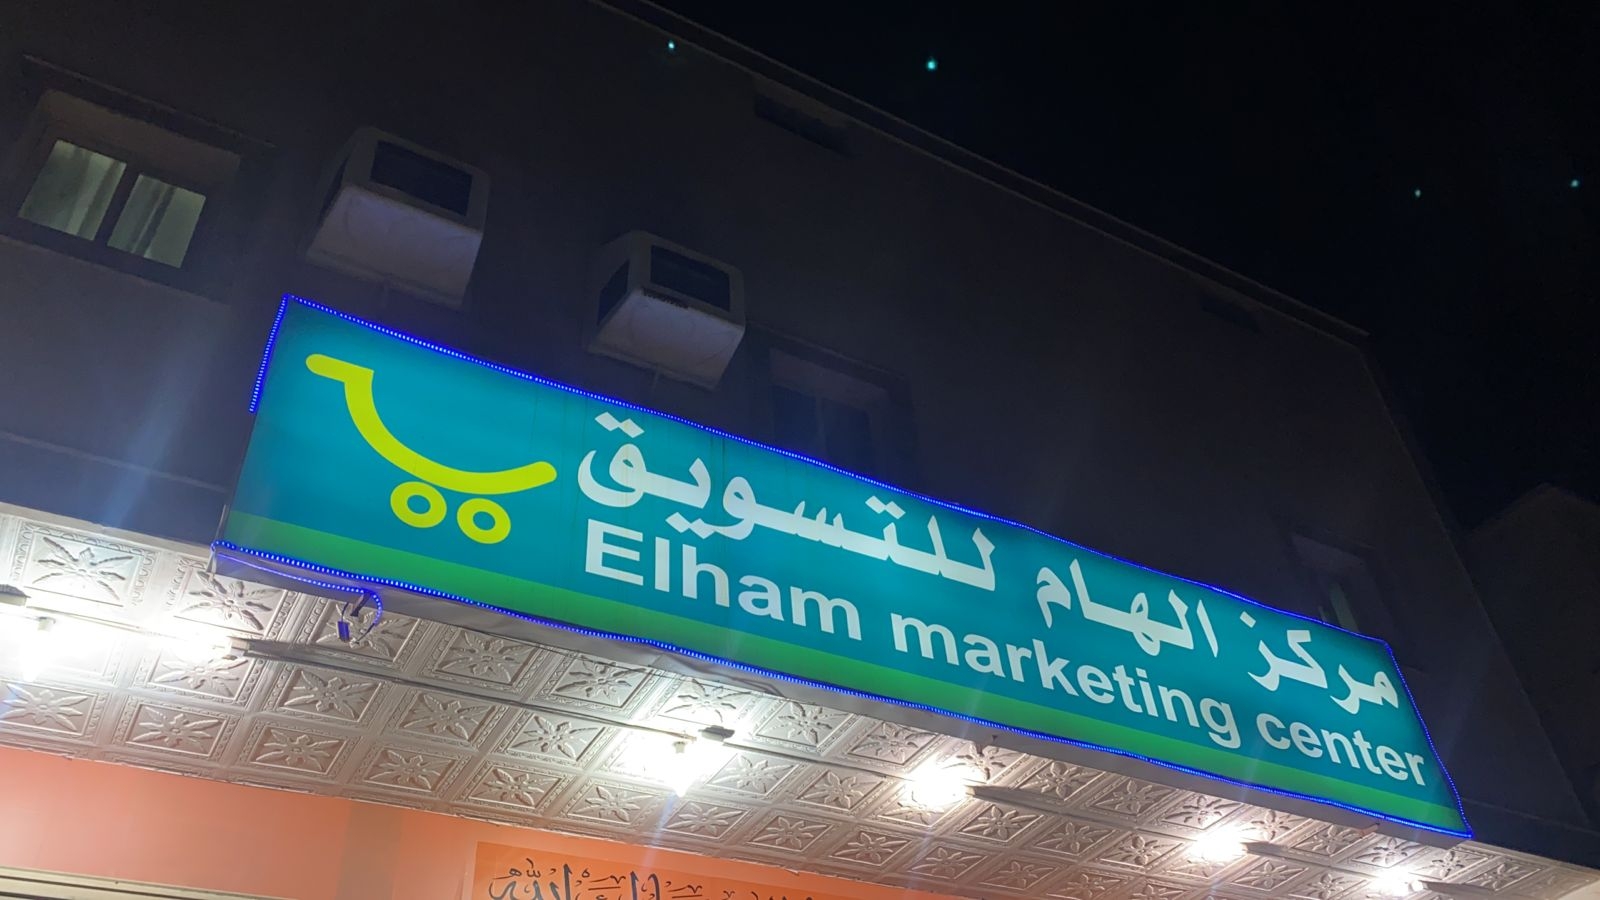 مركز الهام للتسويق
Elham marketing center